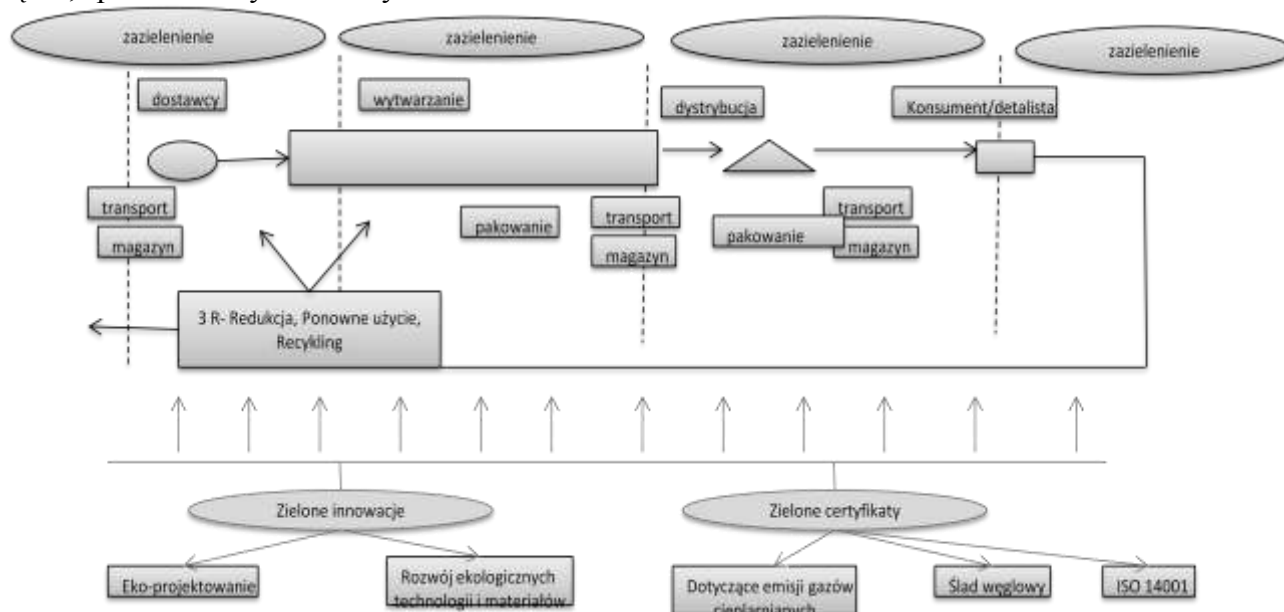 zazielenienie
zazielenienie
zazielenienie
zazielenienie
dostawcy
wytwarzanie
dystrybucja
Konsument/detalista
transport
magazyn
pakowanie
transport
magazyn
pakowanie
transport
magazyn
3 R- Redukcja, Ponowne użycie,
Recykling
Zielone innowacje
Zielone certyfikaty
Eko-projektowanie
Rozwój ekologicznych
technologii i materiałów
Dotyczące emisji gazów
cieplarnianych
Ślad węglowy
ISO 14001